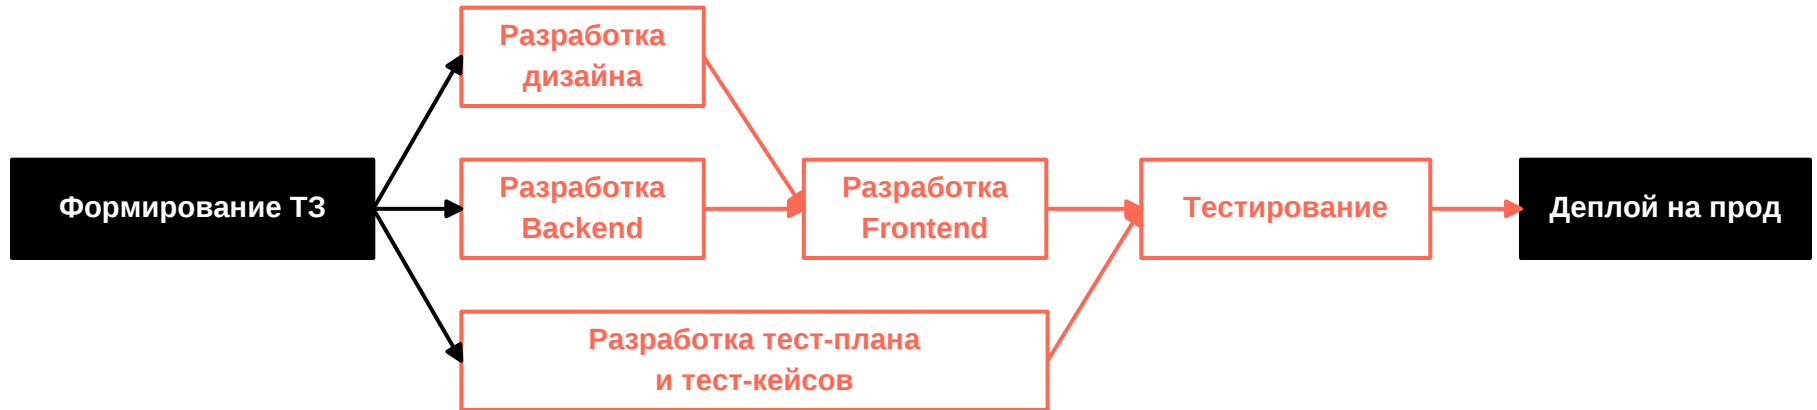 Разработка
дизайна
Формирование ТЗ
Разработка
Backend
Разработка
Frontend
Тестирование
Деплой на прод
Разработка тест-плана
и тест-кейсов